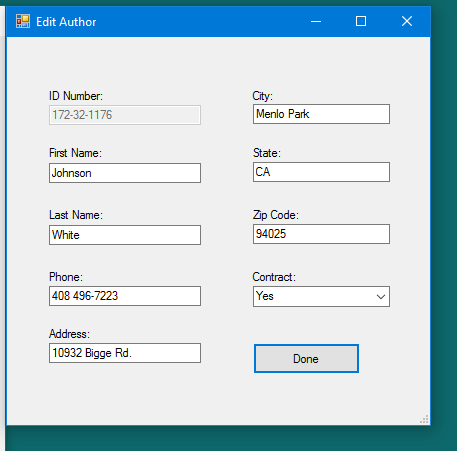 Edit Author
ID Number:
172-32-1176
First Name:
Johnson
Last Name:
White
Phone:
408 496-7223
Address:
10932 Bigge Rd.
City:
Menlo Park
State:
CA
Zip Code:
94025
Contract:
Yes
Done